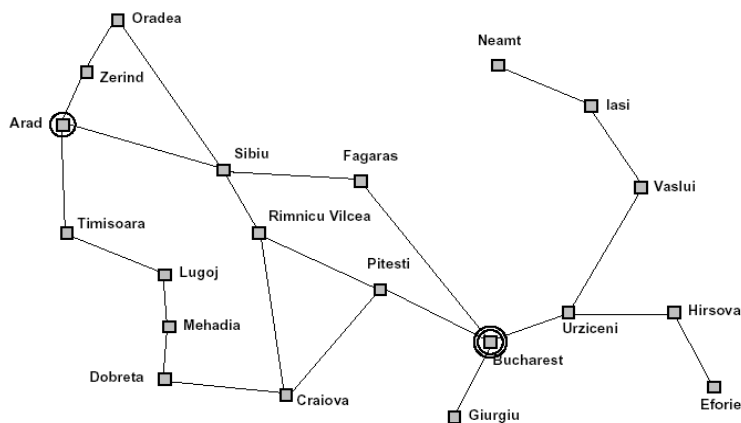 Oradea
Neamt
Zerind
Iasi
Arad
Sibiu
Fagaras
Vaslui
Timisoara
Rimnicu Vilcea
Pitesti
Lugoj
Hirsova
Mehadia
Urziceni
Bucharest
Dobreta
Craiova
Eforie
Giurgiu